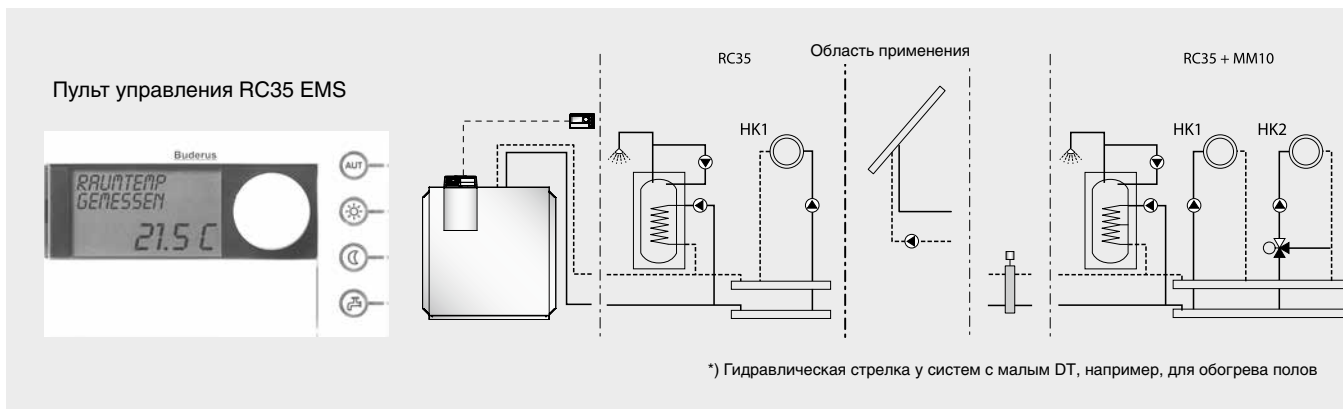 RC35
Область применения
RC35 + MM10
Пульт управления RC35 EMS
Buderus
AUT
RAUMTEMP
GEMESSEN
21.5 C
HK1
HK1
HK2
*) Гидравлическая стрелка у систем с малым DT, например, для обогрева полов